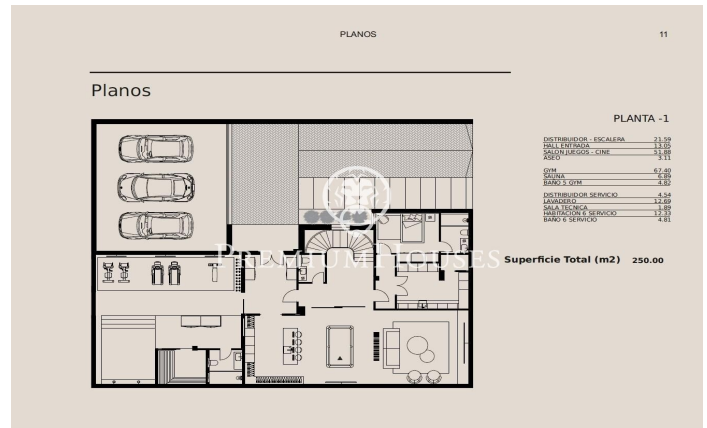 PLANOS 11
Planos
PLANTA -1
DISTRIBUIDOR - ESCALERA 21.59
HALL ENTRADA 13.05
SALON JUEGOS - CINE 51.88
ASEO 3.11
GYM 67.40
SAUNA 6.89
BAÑO 5 GYM 4.82
DISTRIBUIDOR SERVICIO 4.54
LAVADERO 12.69
SALA TECNICA 1.89
HABITACION 6 SERVICIO 12.33
BAÑO 6 SERVICIO 4.81
PREMIUM HOUSES
Superficie Total (m2) 250.00